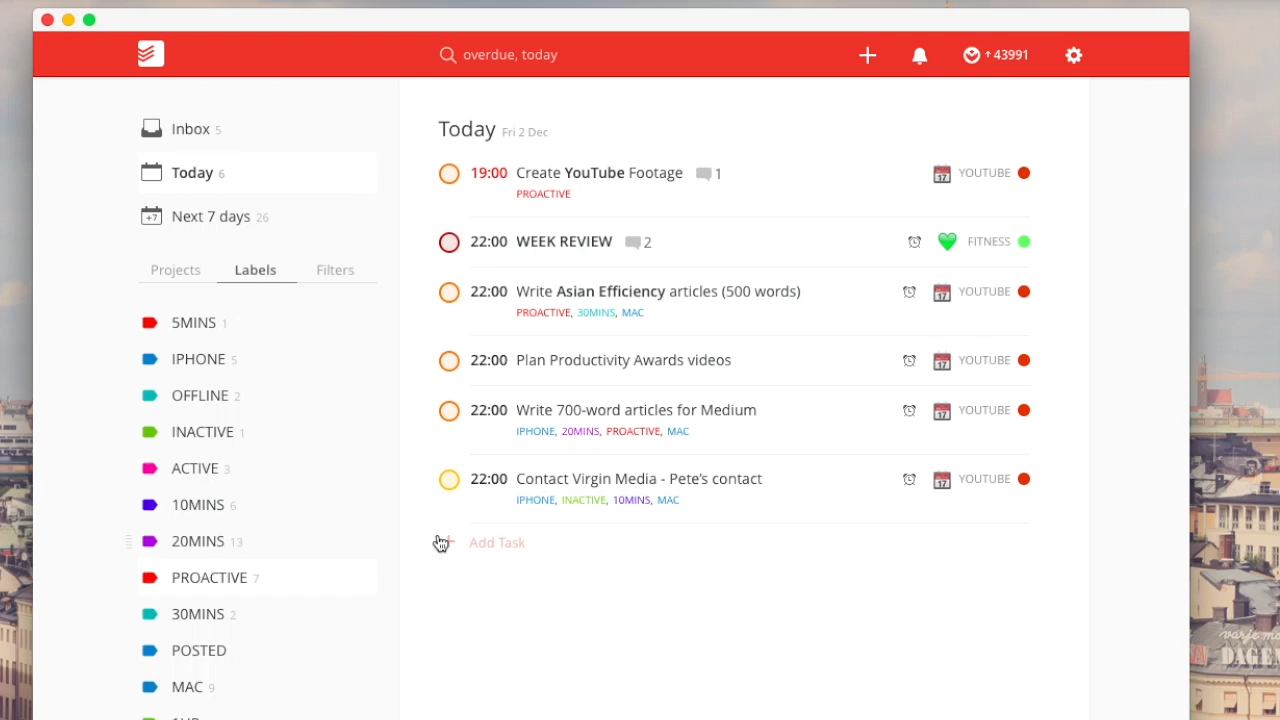 overdue, today
43991
Inbox 5
Today 6
Next 7 days 26
Projects Labels Filters
5MINS 1
IPHONE 5
OFFLINE 2
INACTIVE 1
ACTIVE 3
10MINS 6
20MINS 13
PROACTIVE 7
30MINS 2
POSTED
MAC 9
Today Fri 2 Dec
19:00 Create YouTube Footage 1 YOUTUBE
PROACTIVE
22:00 WEEK REVIEW 2 FITNESS
22:00 Write Asian Efficiency articles (500 words) YOUTUBE
PROACTIVE, 30MINS, MAC
22:00 Plan Productivity Awards videos YOUTUBE
22:00 Write 700-word articles for Medium YOUTUBE
IPHONE, 20MINS, PROACTIVE, MAC
22:00 Contact Virgin Media - Pete's contact YOUTUBE
IPHONE, INACTIVE, 10MINS, MAC
Add Task